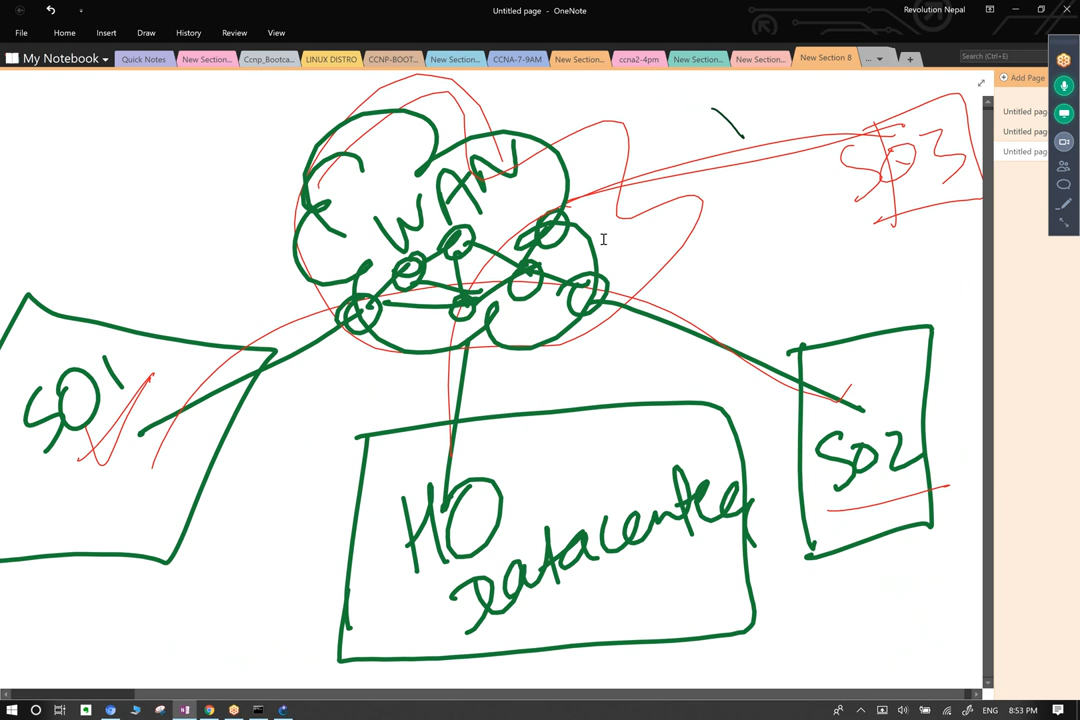 Untitled page - OneNote
Revolution Nepal
File Home Insert Draw History Review View
My Notebook
Quick Notes
New Section...
Ccnp_Bootca...
LINUX DISTRO
CCNP-BOOT...
New Section...
CCNA-7-9AM
New Section...
ccna2-4pm
New Section...
New Section...
New Section 8
...
Search (Ctrl+E)
Add Page
Untitled pag
Untitled pag
Untitled pag
WAN
SO3
SO1
SO2
HO
Datacenter
ENG
8:53 PM